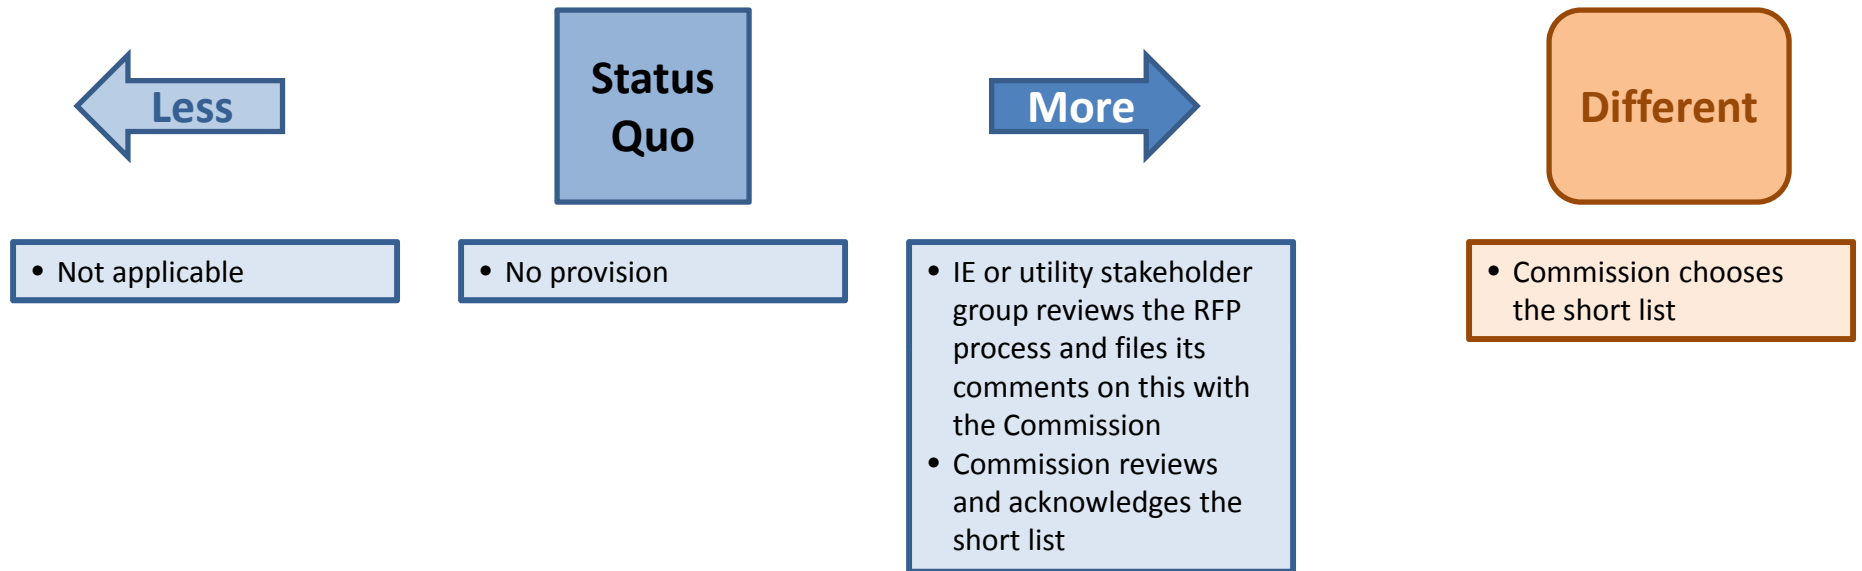 Less
Status
Quo
More
Different
• Not applicable
• No provision
• IE or utility stakeholder
group reviews the RFP
process and files its
comments on this with
the Commission
• Commission reviews
and acknowledges the
short list
• Commission chooses
the short list